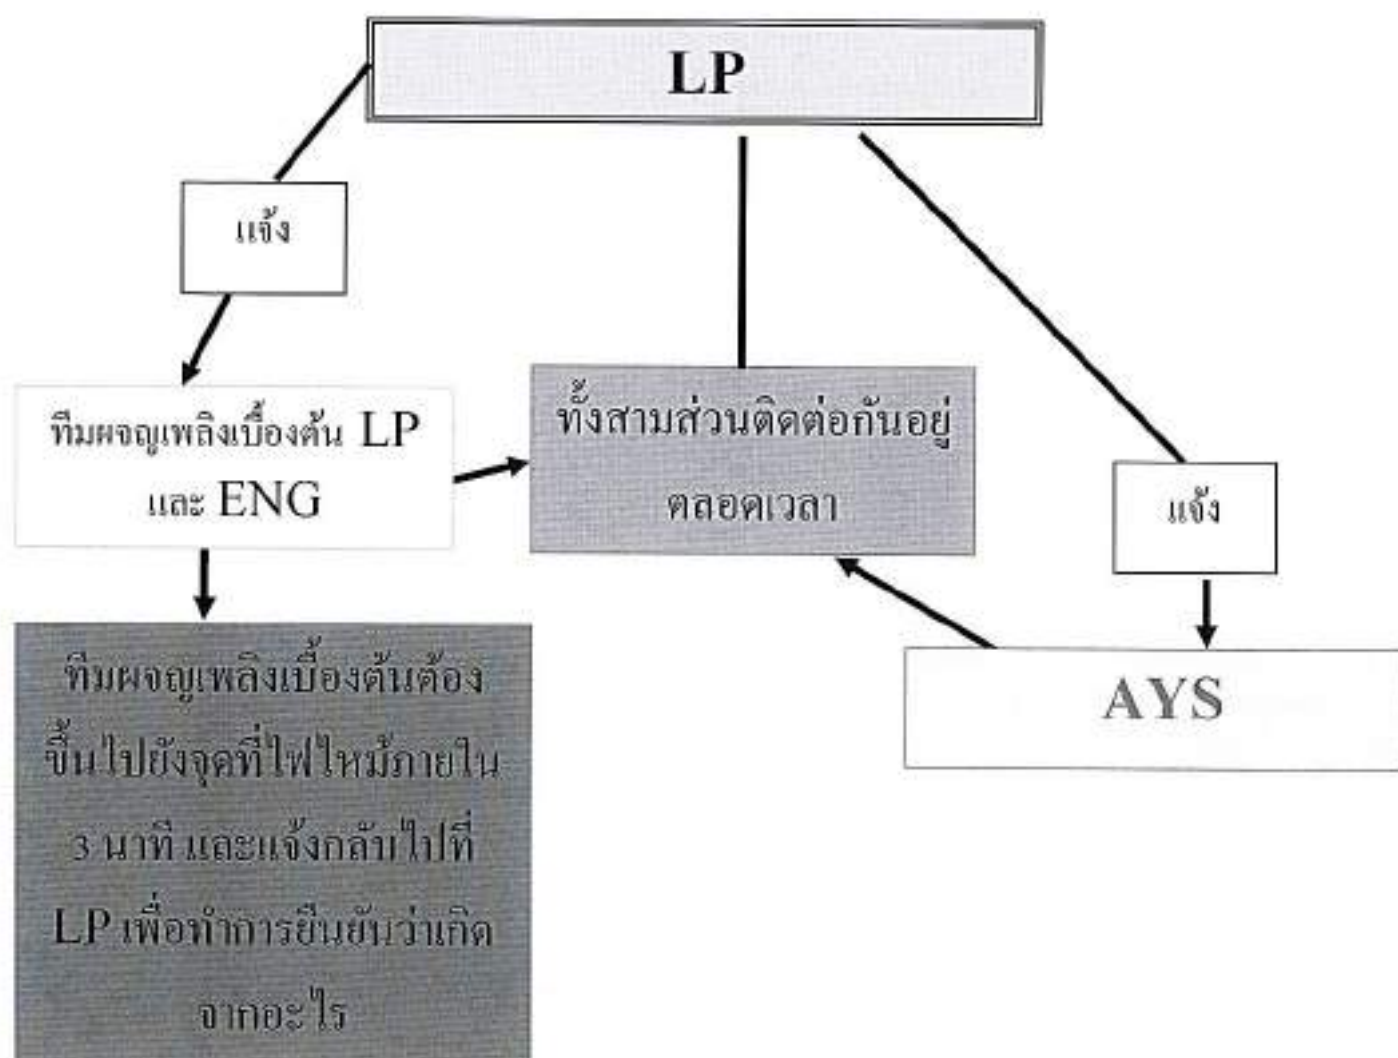 LP
แจ้ง
ทีมผจญเพลิงเบื้องต้น LP
และ ENG
ทั้งสามส่วนติดต่อกันอยู่
ตลอดเวลา
แจ้ง
AYS
ทีมผจญเพลิงเบื้องต้นต้อง
ขึ้นไปยังจุดที่ไฟไหม้ภายใน
3 นาที และแจ้งกลับไปที่
LP เพื่อทำการยืนยันว่าเกิด
จากอะไร